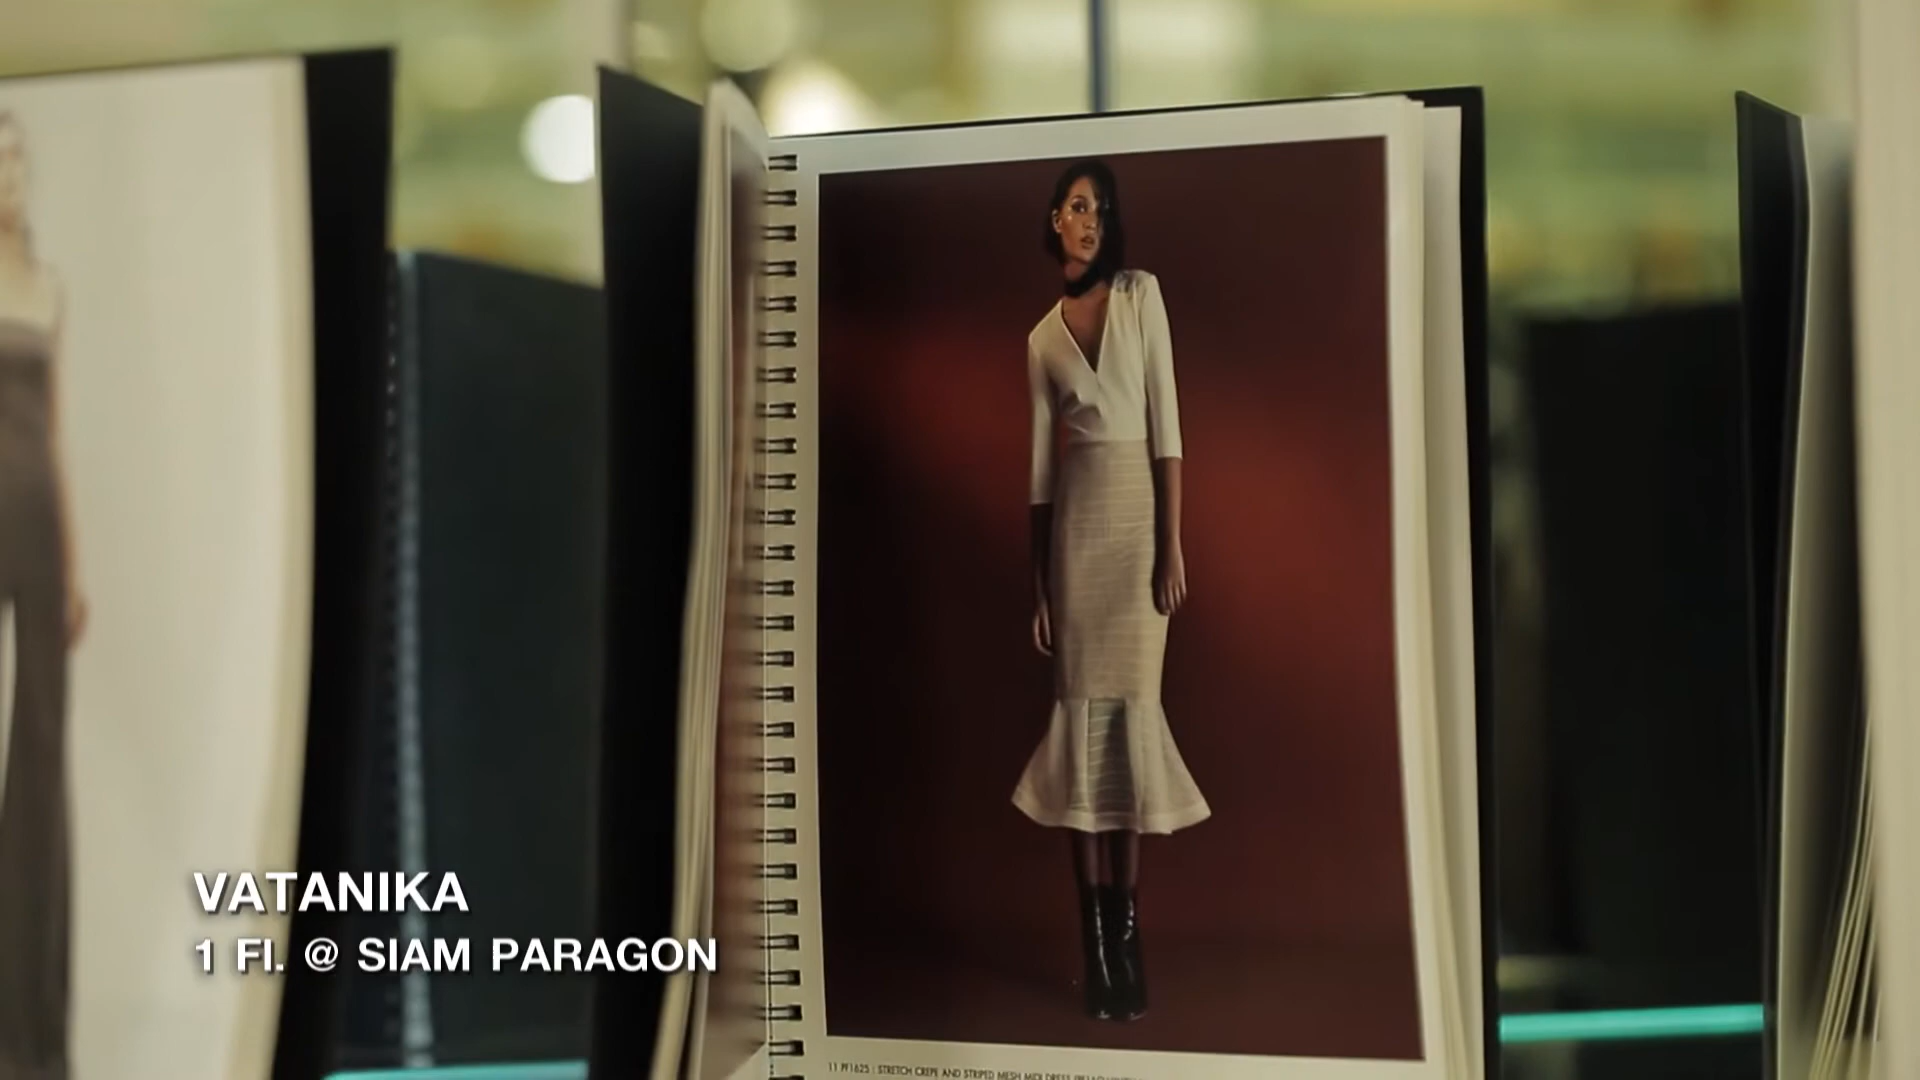 VATANIKA
1 Fl. @ SIAM PARAGON
11 PF1625 : STRETCH CREPE AND STRIPED MESH MIDI DRESS